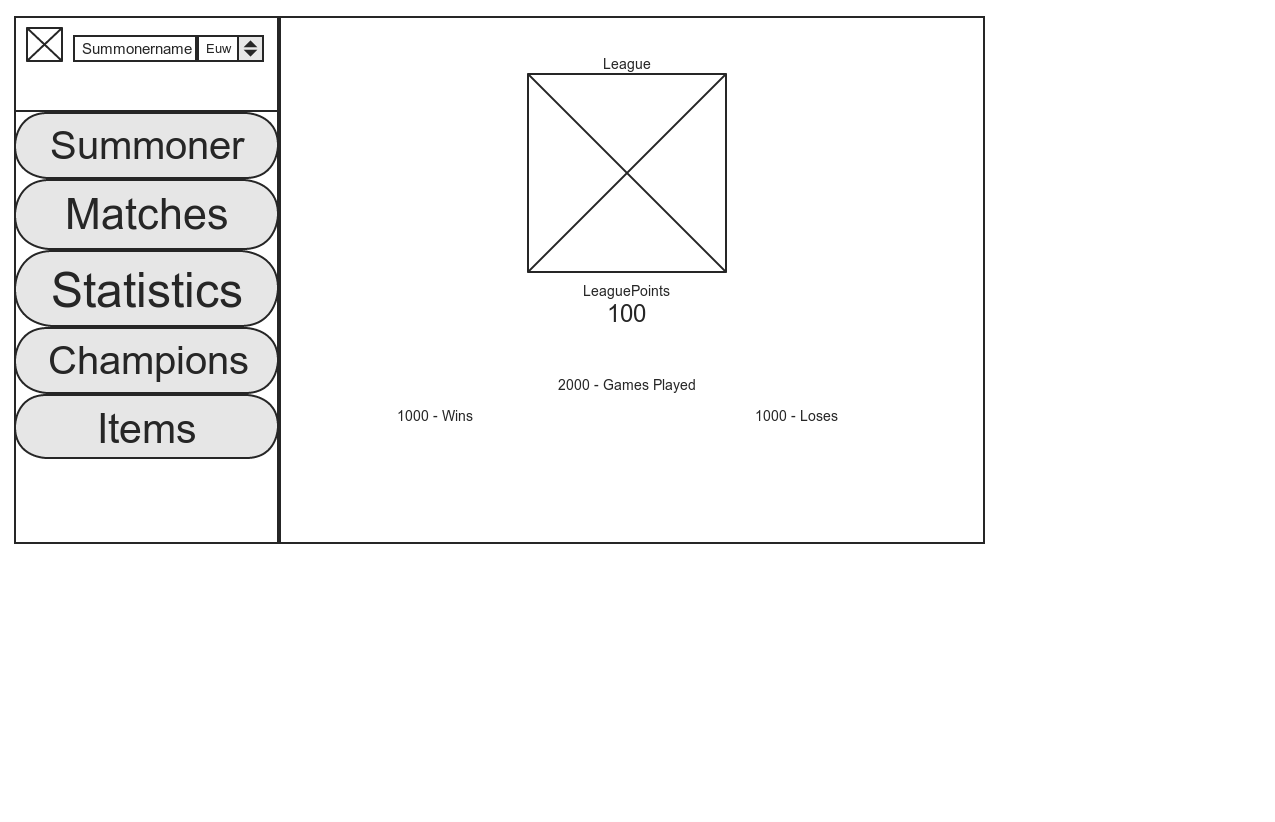 Summonername Euw
Summoner
Matches
Statistics
Champions
Items
League
LeaguePoints
100
2000 - Games Played
1000 - Wins 1000 - Loses